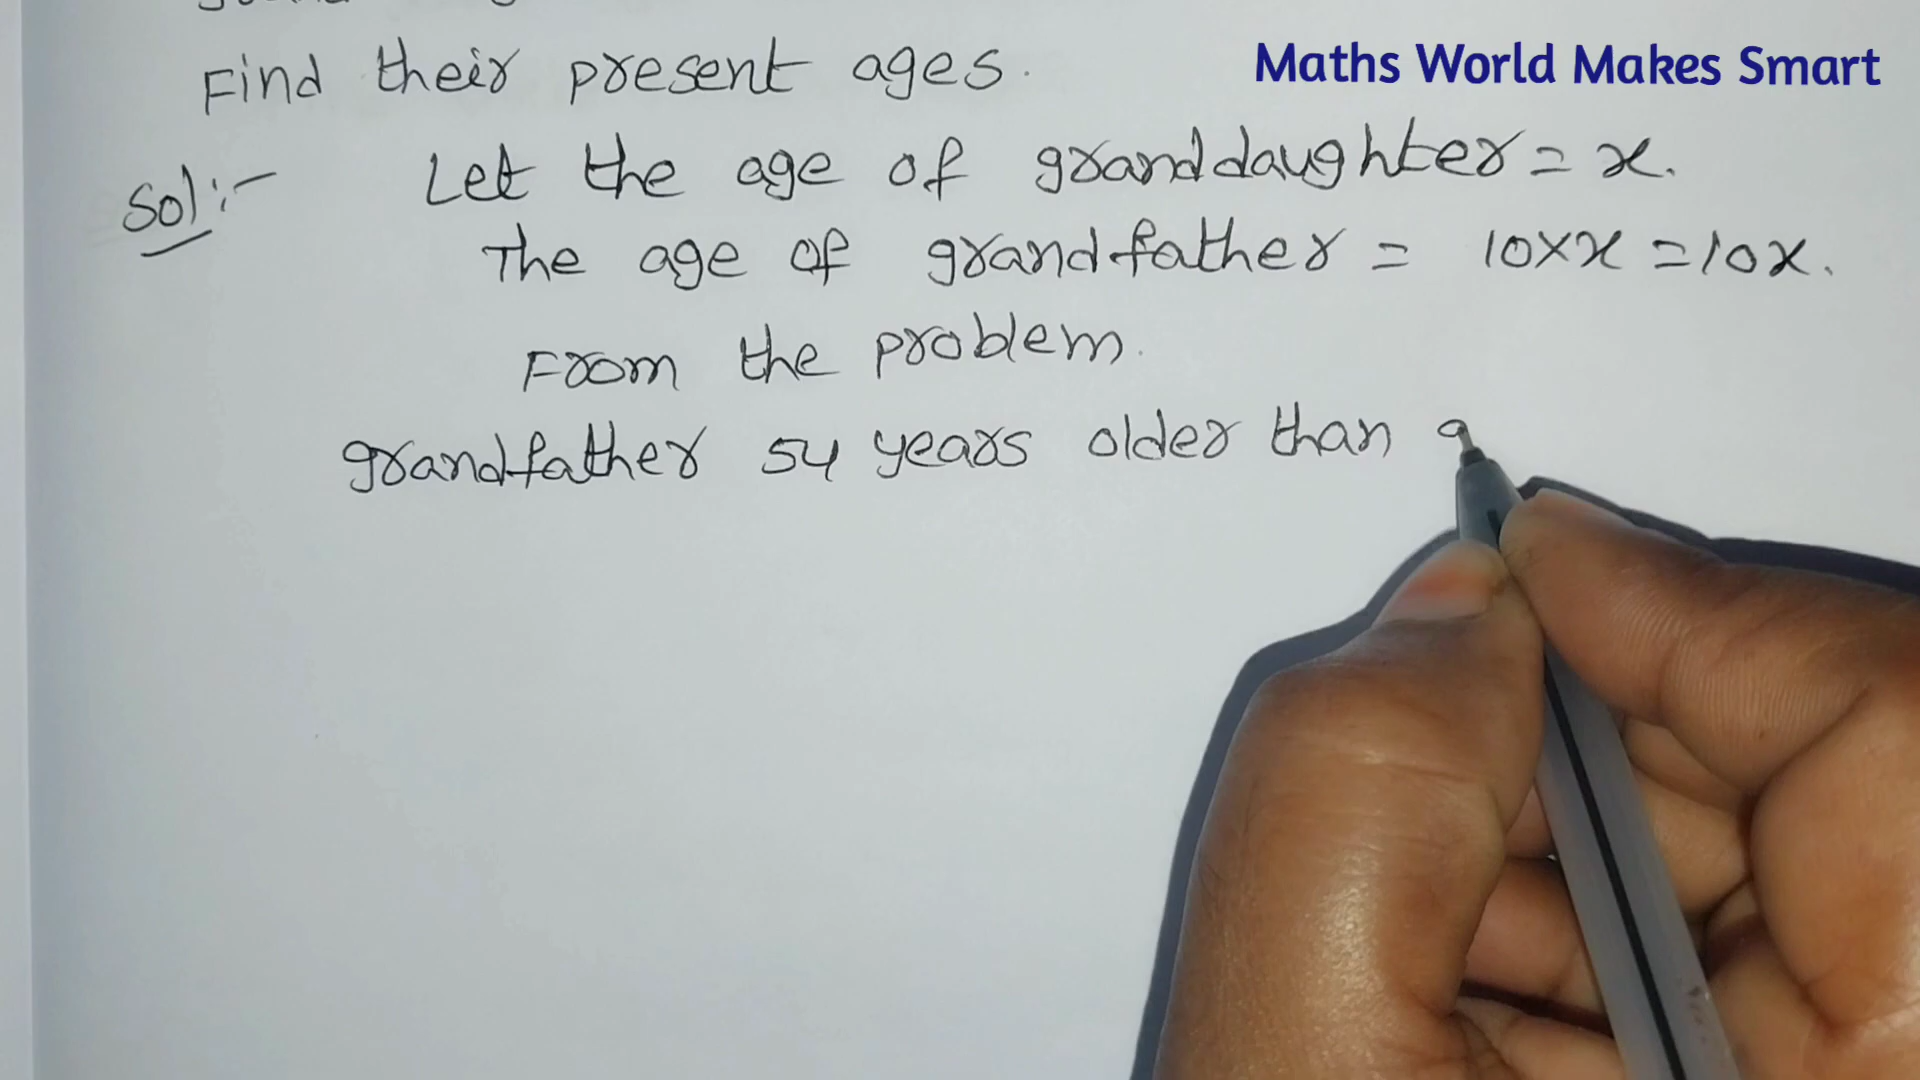 Find their present ages.
Maths World Makes Smart
Sol:- Let the age of granddaughter = x.
The age of grandfather = 10×x = 10x.
From the problem.
grandfather 54 years older than